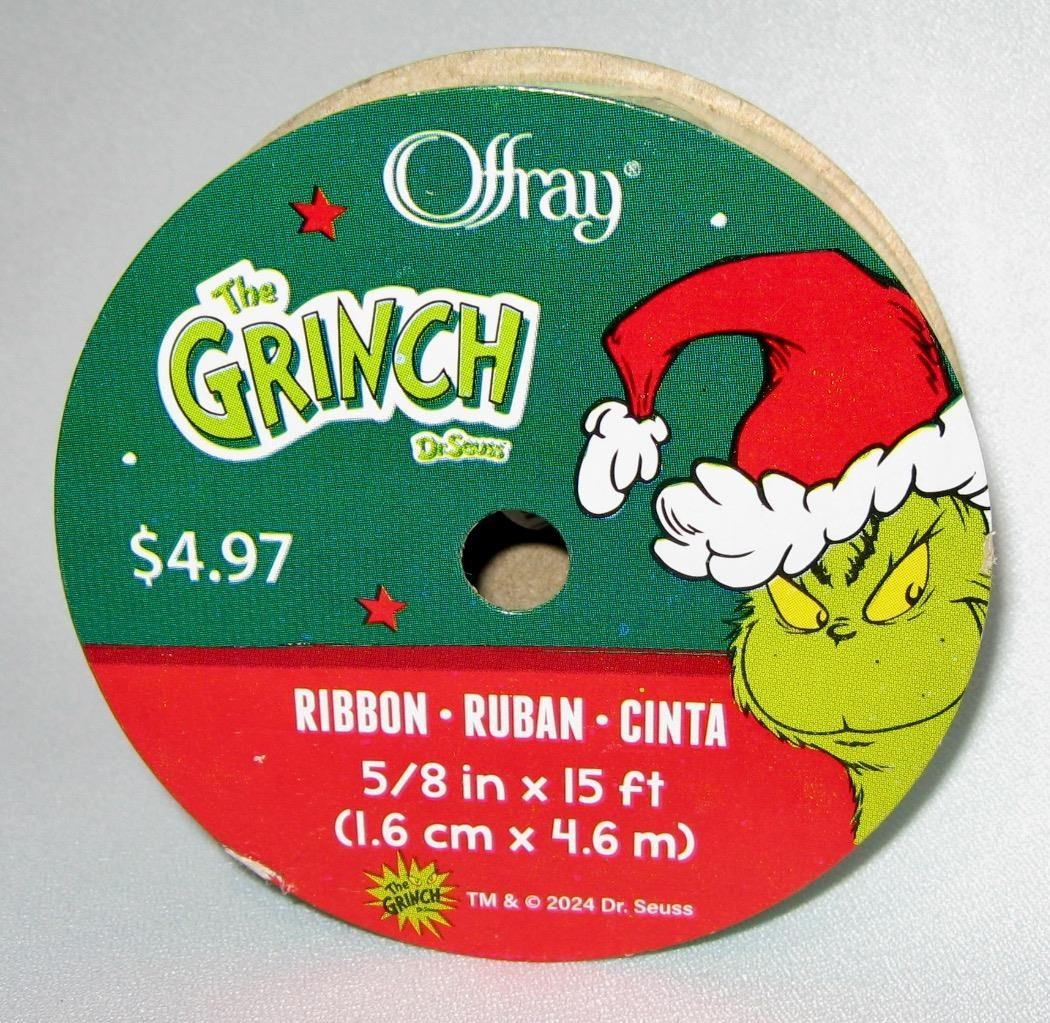 Offray®
The
GRINCH
Dr. Seuss
$4.97
RIBBON • RUBAN • CINTA
5/8 in x 15 ft
(1.6 cm x 4.6 m)
The
GRINCH
TM & © 2024 Dr. Seuss